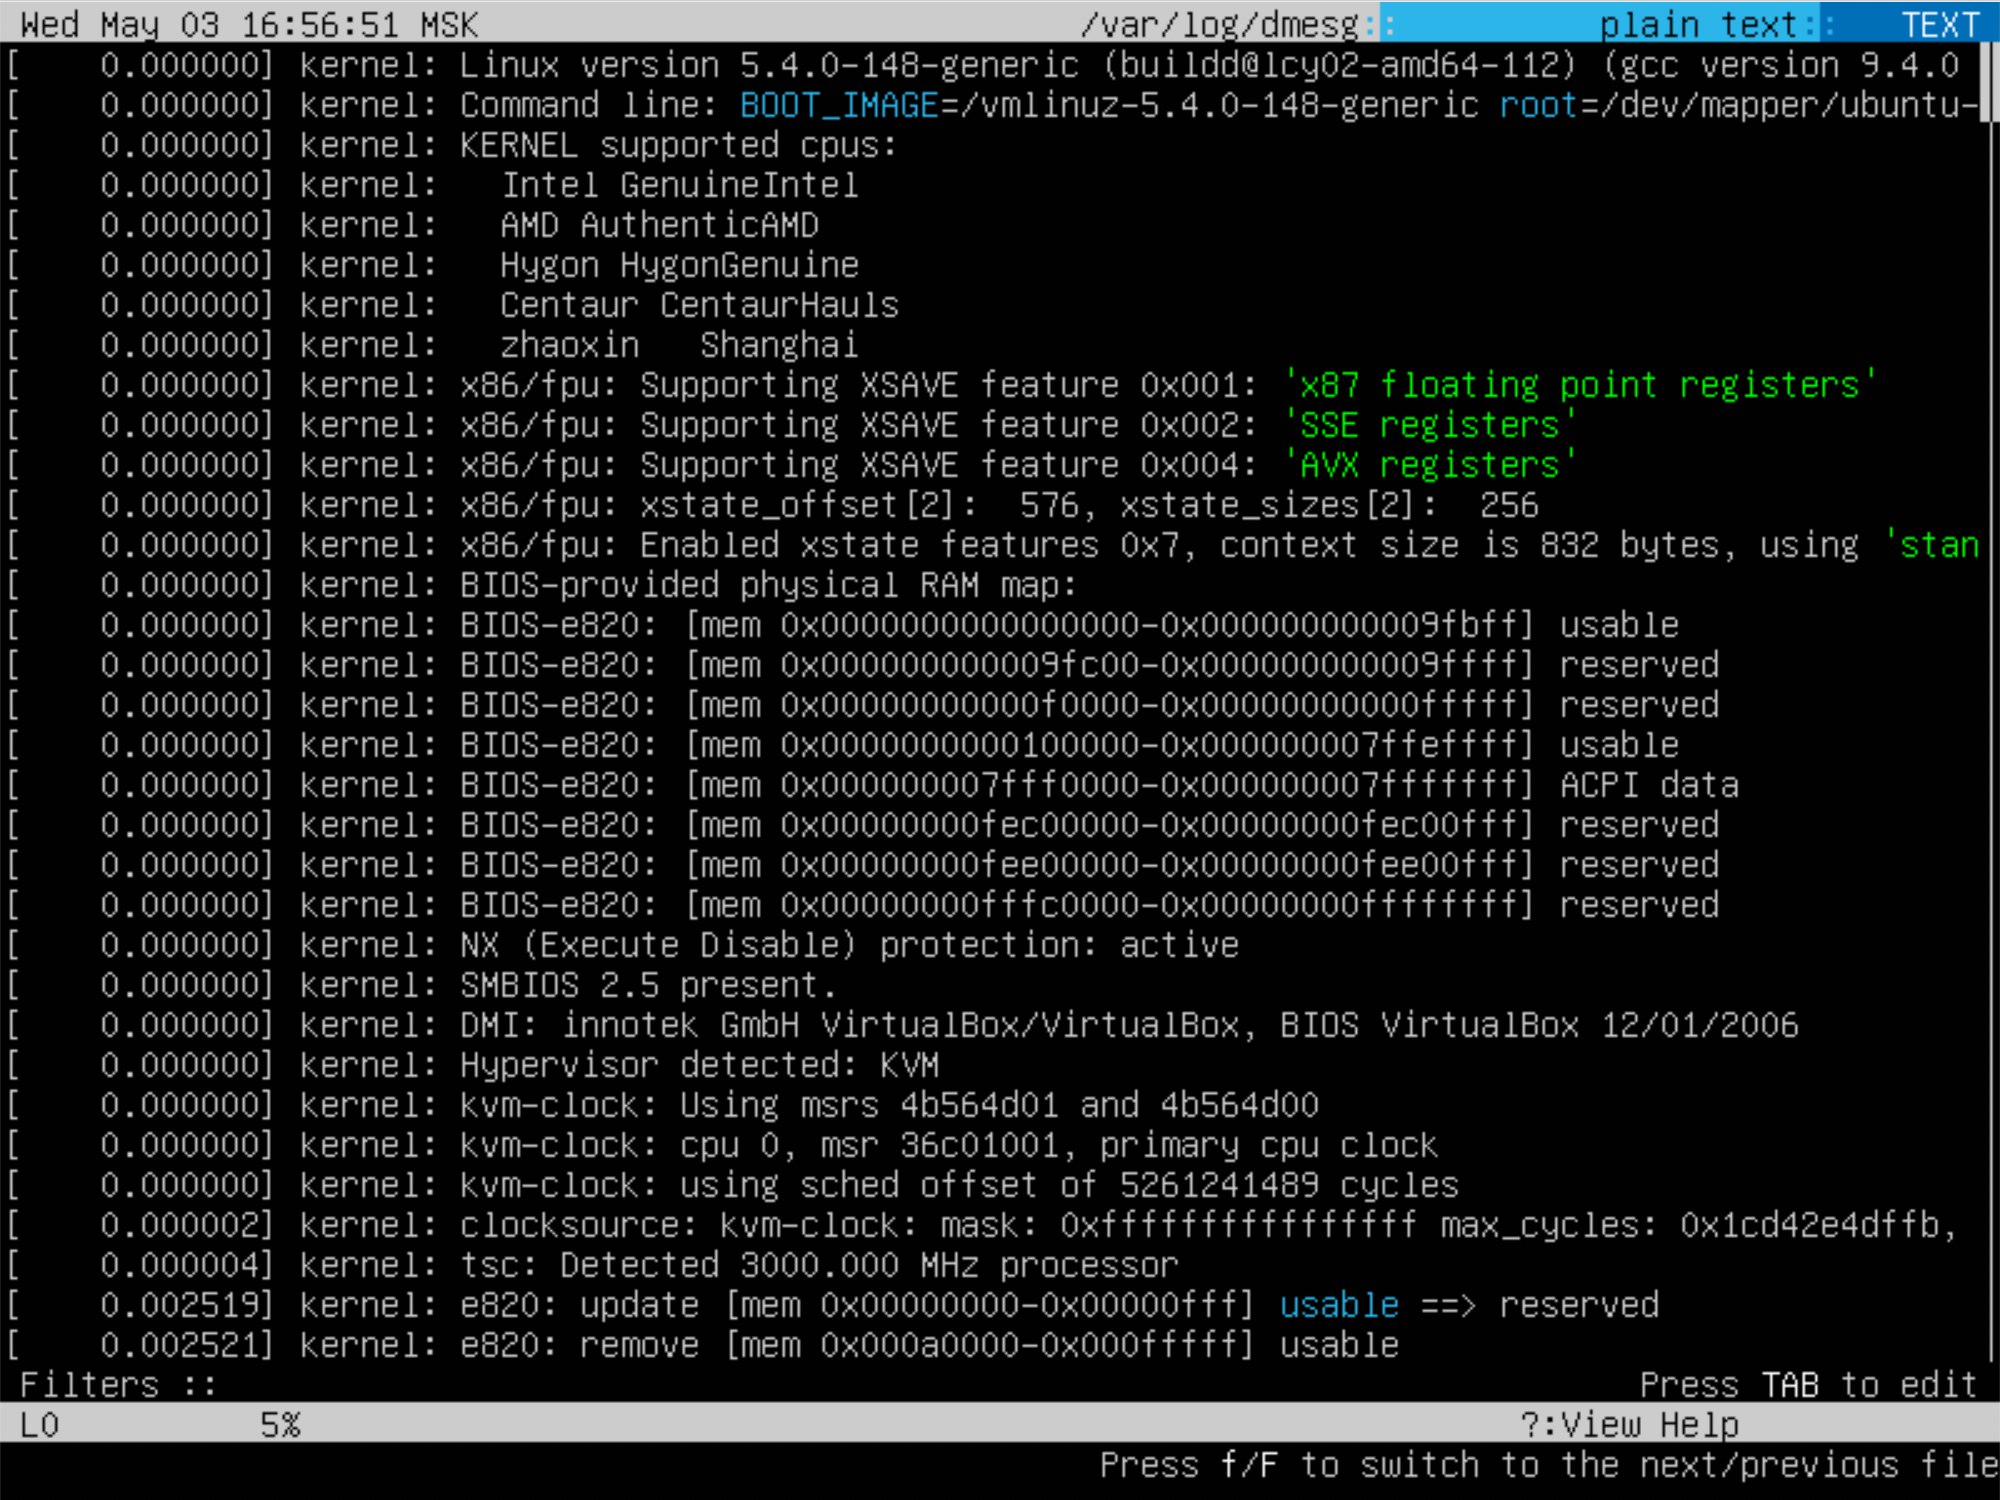 Wed May 03 16:56:51 MSK /var/log/dmesg:: plain text:: TEXT
[    0.000000] kernel: Linux version 5.4.0-148-generic (buildd@lcy02-amd64-112) (gcc version 9.4.0
[    0.000000] kernel: Command line: BOOT_IMAGE=/vmlinuz-5.4.0-148-generic root=/dev/mapper/ubuntu-
[    0.000000] kernel: KERNEL supported cpus:
[    0.000000] kernel:   Intel GenuineIntel
[    0.000000] kernel:   AMD AuthenticAMD
[    0.000000] kernel:   Hygon HygonGenuine
[    0.000000] kernel:   Centaur CentaurHauls
[    0.000000] kernel:   zhaoxin   Shanghai
[    0.000000] kernel: x86/fpu: Supporting XSAVE feature 0x001: 'x87 floating point registers'
[    0.000000] kernel: x86/fpu: Supporting XSAVE feature 0x002: 'SSE registers'
[    0.000000] kernel: x86/fpu: Supporting XSAVE feature 0x004: 'AVX registers'
[    0.000000] kernel: x86/fpu: xstate_offset[2]:  576, xstate_sizes[2]:  256
[    0.000000] kernel: x86/fpu: Enabled xstate features 0x7, context size is 832 bytes, using 'stan
[    0.000000] kernel: BIOS-provided physical RAM map:
[    0.000000] kernel: BIOS-e820: [mem 0x0000000000000000-0x000000000009fbff] usable
[    0.000000] kernel: BIOS-e820: [mem 0x000000000009fc00-0x000000000009ffff] reserved
[    0.000000] kernel: BIOS-e820: [mem 0x00000000000f0000-0x00000000000fffff] reserved
[    0.000000] kernel: BIOS-e820: [mem 0x0000000000100000-0x000000007ffeffff] usable
[    0.000000] kernel: BIOS-e820: [mem 0x000000007fff0000-0x000000007fffffff] ACPI data
[    0.000000] kernel: BIOS-e820: [mem 0x00000000fec00000-0x00000000fec00fff] reserved
[    0.000000] kernel: BIOS-e820: [mem 0x00000000fee00000-0x00000000fee00fff] reserved
[    0.000000] kernel: BIOS-e820: [mem 0x00000000fffc0000-0x00000000ffffffff] reserved
[    0.000000] kernel: NX (Execute Disable) protection: active
[    0.000000] kernel: SMBIOS 2.5 present.
[    0.000000] kernel: DMI: innotek GmbH VirtualBox/VirtualBox, BIOS VirtualBox 12/01/2006
[    0.000000] kernel: Hypervisor detected: KVM
[    0.000000] kernel: kvm-clock: Using msrs 4b564d01 and 4b564d00
[    0.000000] kernel: kvm-clock: cpu 0, msr 36c01001, primary cpu clock
[    0.000000] kernel: kvm-clock: using sched offset of 5261241489 cycles
[    0.000002] kernel: clocksource: kvm-clock: mask: 0xffffffffffffffff max_cycles: 0x1cd42e4dffb,
[    0.000004] kernel: tsc: Detected 3000.000 MHz processor
[    0.002519] kernel: e820: update [mem 0x00000000-0x00000fff] usable ==> reserved
[    0.002521] kernel: e820: remove [mem 0x000a0000-0x000fffff] usable
Filters :: Press TAB to edit
L0 5% ?:View Help
Press f/F to switch to the next/previous file